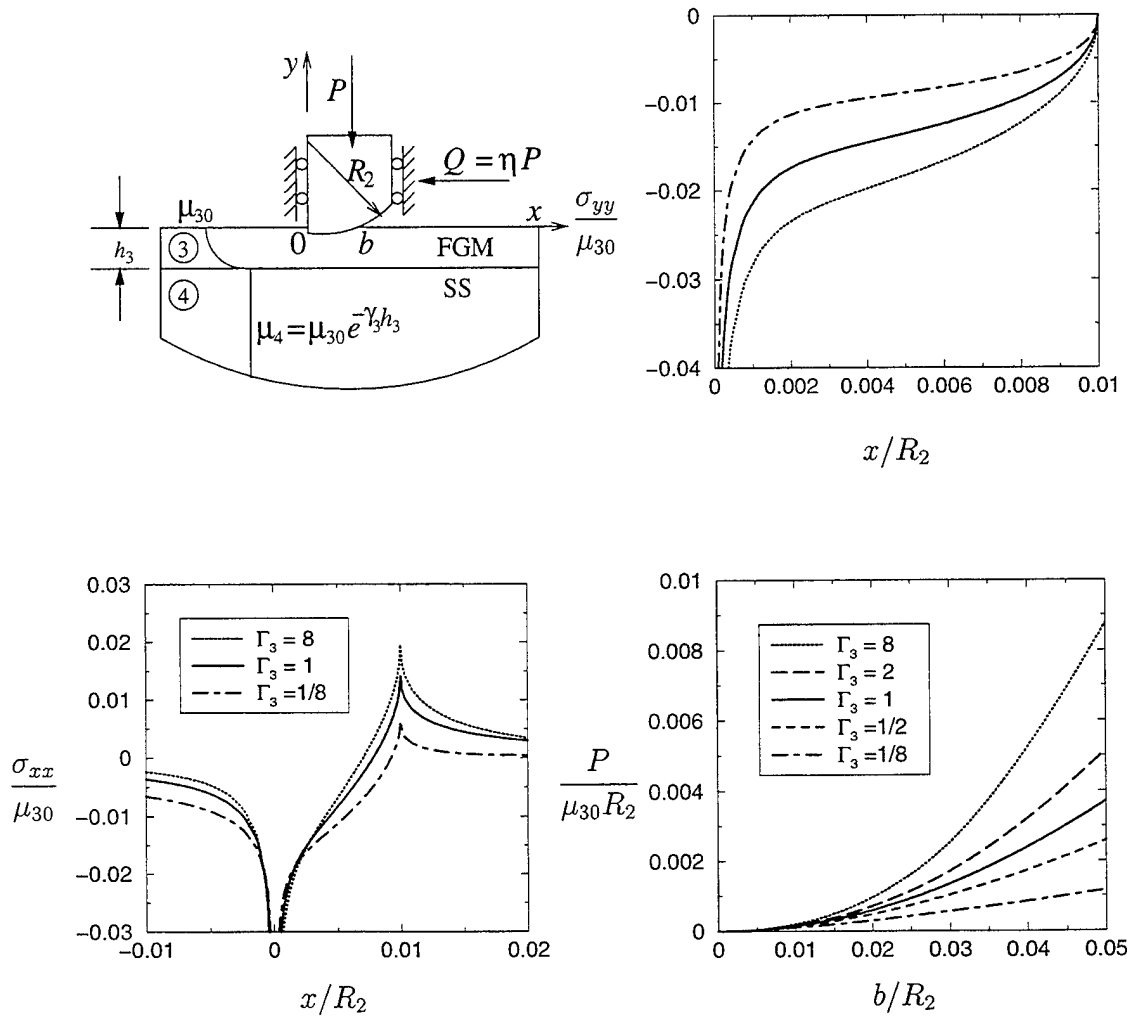 y
P
Q = ηP
R₂
μ₃₀
x
0
b
h₃
③
FGM
④
SS
μ₄ = μ₃₀ e^{-γ₃h₃}
σ_yy / μ₃₀
0
−0.01
−0.02
−0.03
−0.04
0 0.002 0.004 0.006 0.008 0.01
x/R₂
σ_xx / μ₃₀
0.03
0.02
0.01
0
−0.01
−0.02
−0.03
Γ₃ = 8
Γ₃ = 1
Γ₃ =1/8
−0.01 0 0.01 0.02
x/R₂
P / μ₃₀R₂
0.01
0.008
0.006
0.004
0.002
0
Γ₃ = 8
Γ₃ = 2
Γ₃ = 1
Γ₃ =1/2
Γ₃ =1/8
0 0.01 0.02 0.03 0.04 0.05
b/R₂